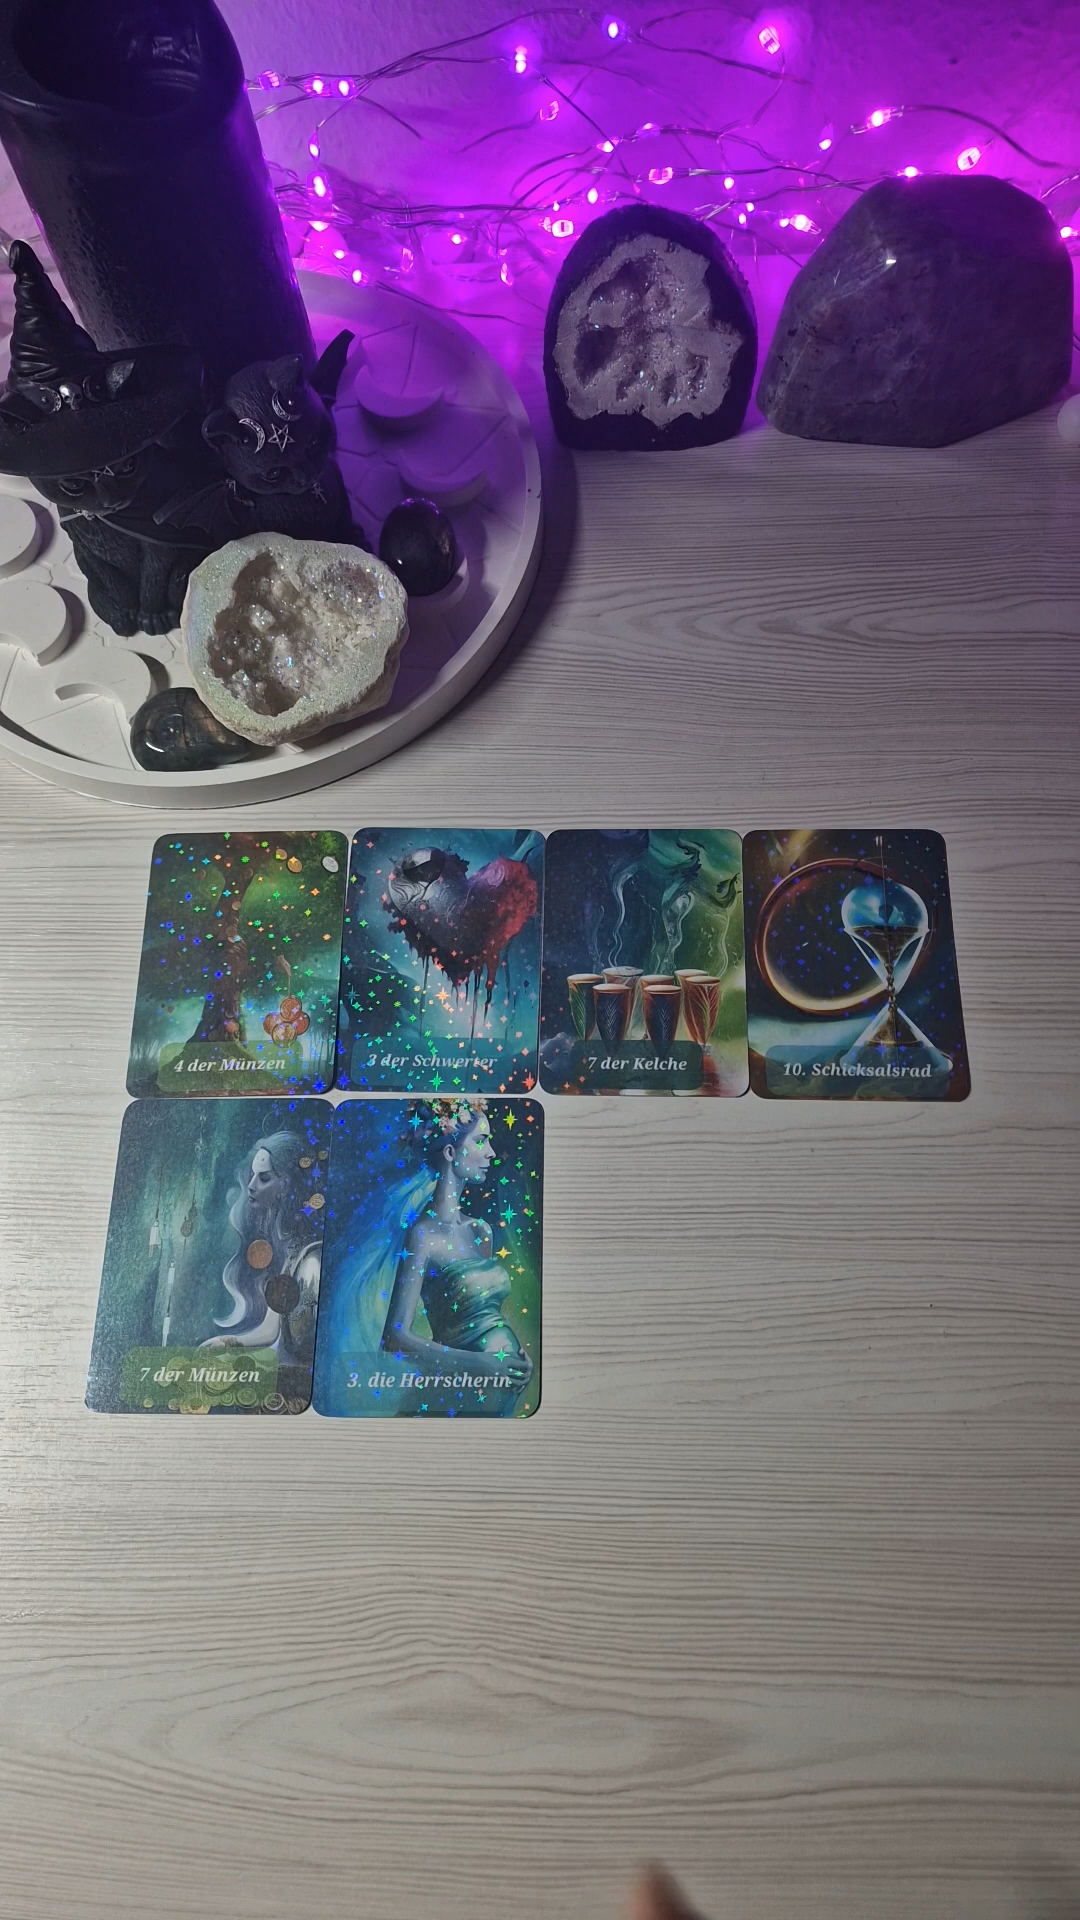 4 der Münzen
3 der Schwerter
7 der Kelche
10. Schicksalsrad
7 der Münzen
3. die Herrscherin